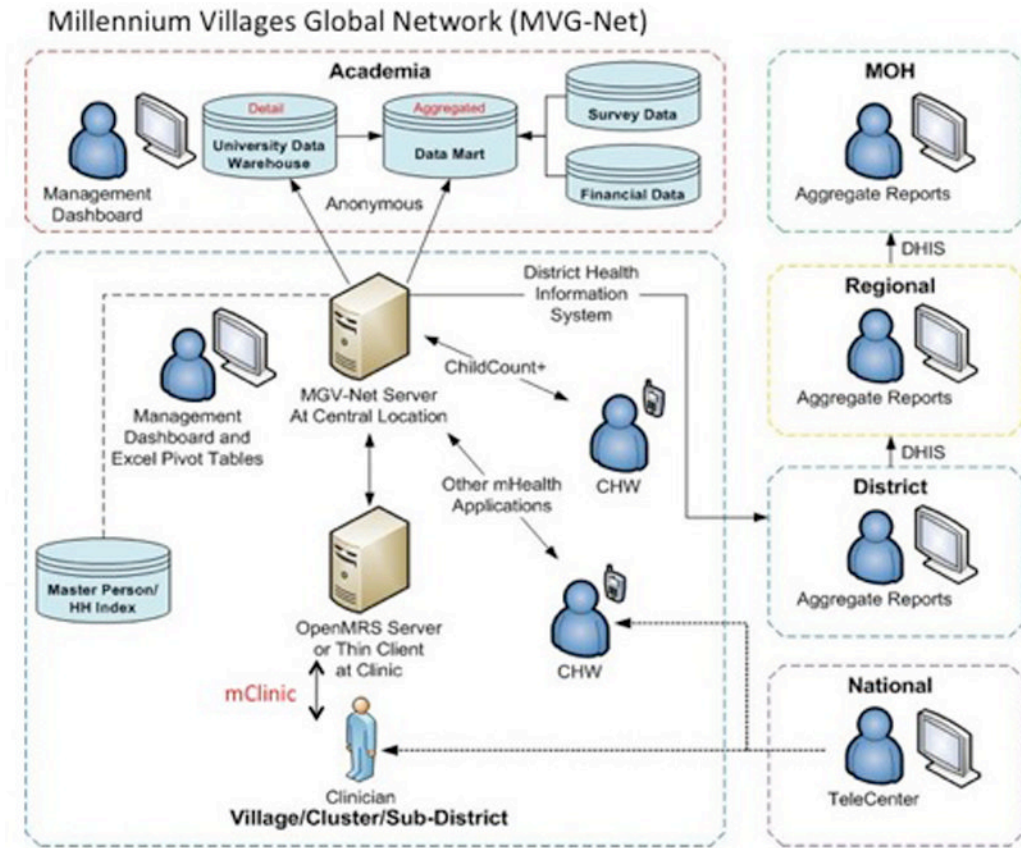 Millennium Villages Global Network (MVG-Net)
Academia
Detail
University Data
Warehouse
Aggregated
Data Mart
Survey Data
Financial Data
Management
Dashboard
Anonymous
MOH
Aggregate Reports
DHIS
Regional
Aggregate Reports
DHIS
District
Aggregate Reports
National
TeleCenter
District Health
Information
System
ChildCount+
MGV-Net Server
At Central Location
Management
Dashboard and
Excel Pivot Tables
CHW
Other mHealth
Applications
CHW
Master Person/
HH Index
OpenMRS Server
or Thin Client
at Clinic
mClinic
Clinician
Village/Cluster/Sub-District